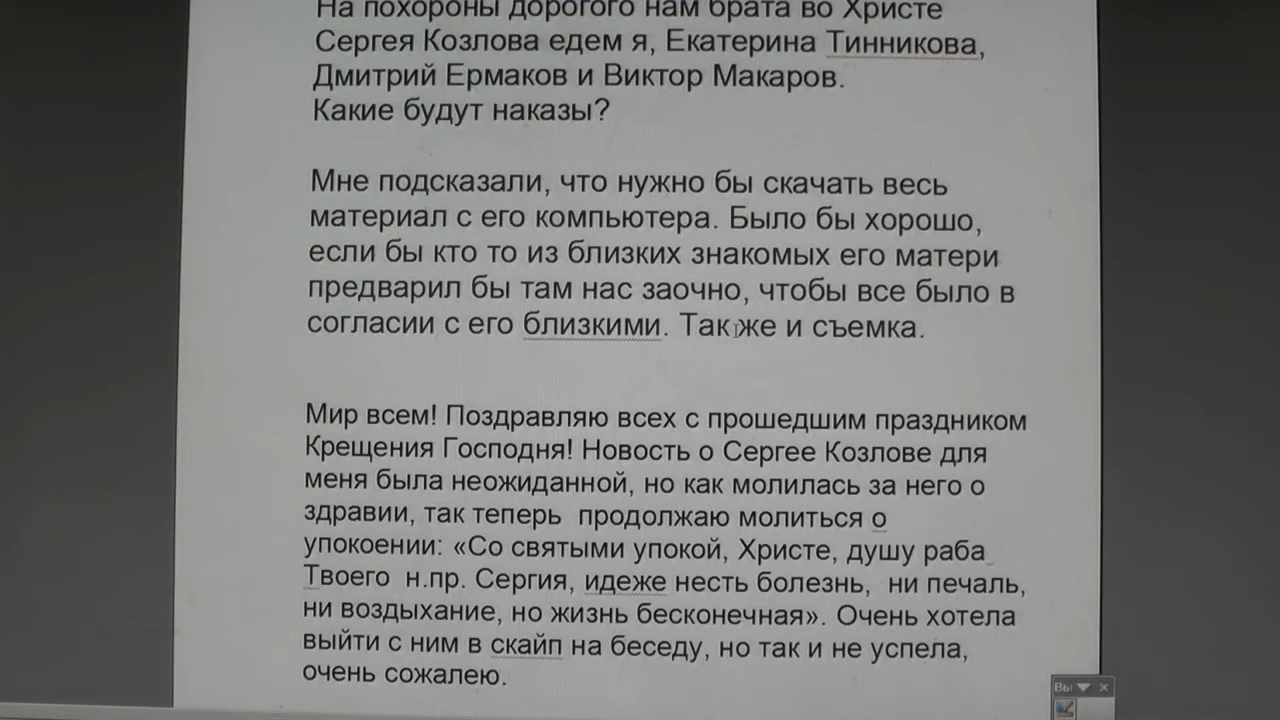 На похороны дорогого нам брата во Христе
Сергея Козлова едем я, Екатерина Тинникова,
Дмитрий Ермаков и Виктор Макаров.
Какие будут наказы?
Мне подсказали, что нужно бы скачать весь
материал с его компьютера. Было бы хорошо,
если бы кто то из близких знакомых его матери
предварил бы там нас заочно, чтобы все было в
согласии с его близкими. Так же и съемка.
Мир всем! Поздравляю всех с прошедшим праздником
Крещения Господня! Новость о Сергее Козлове для
меня была неожиданной, но как молилась за него о
здравии, так теперь продолжаю молиться о
упокоении: «Со святыми упокой, Христе, душу раба
Твоего н.пр. Сергия, идеже несть болезнь, ни печаль,
ни воздыхание, но жизнь бесконечная». Очень хотела
выйти с ним в скайп на беседу, но так и не успела,
очень сожалею.